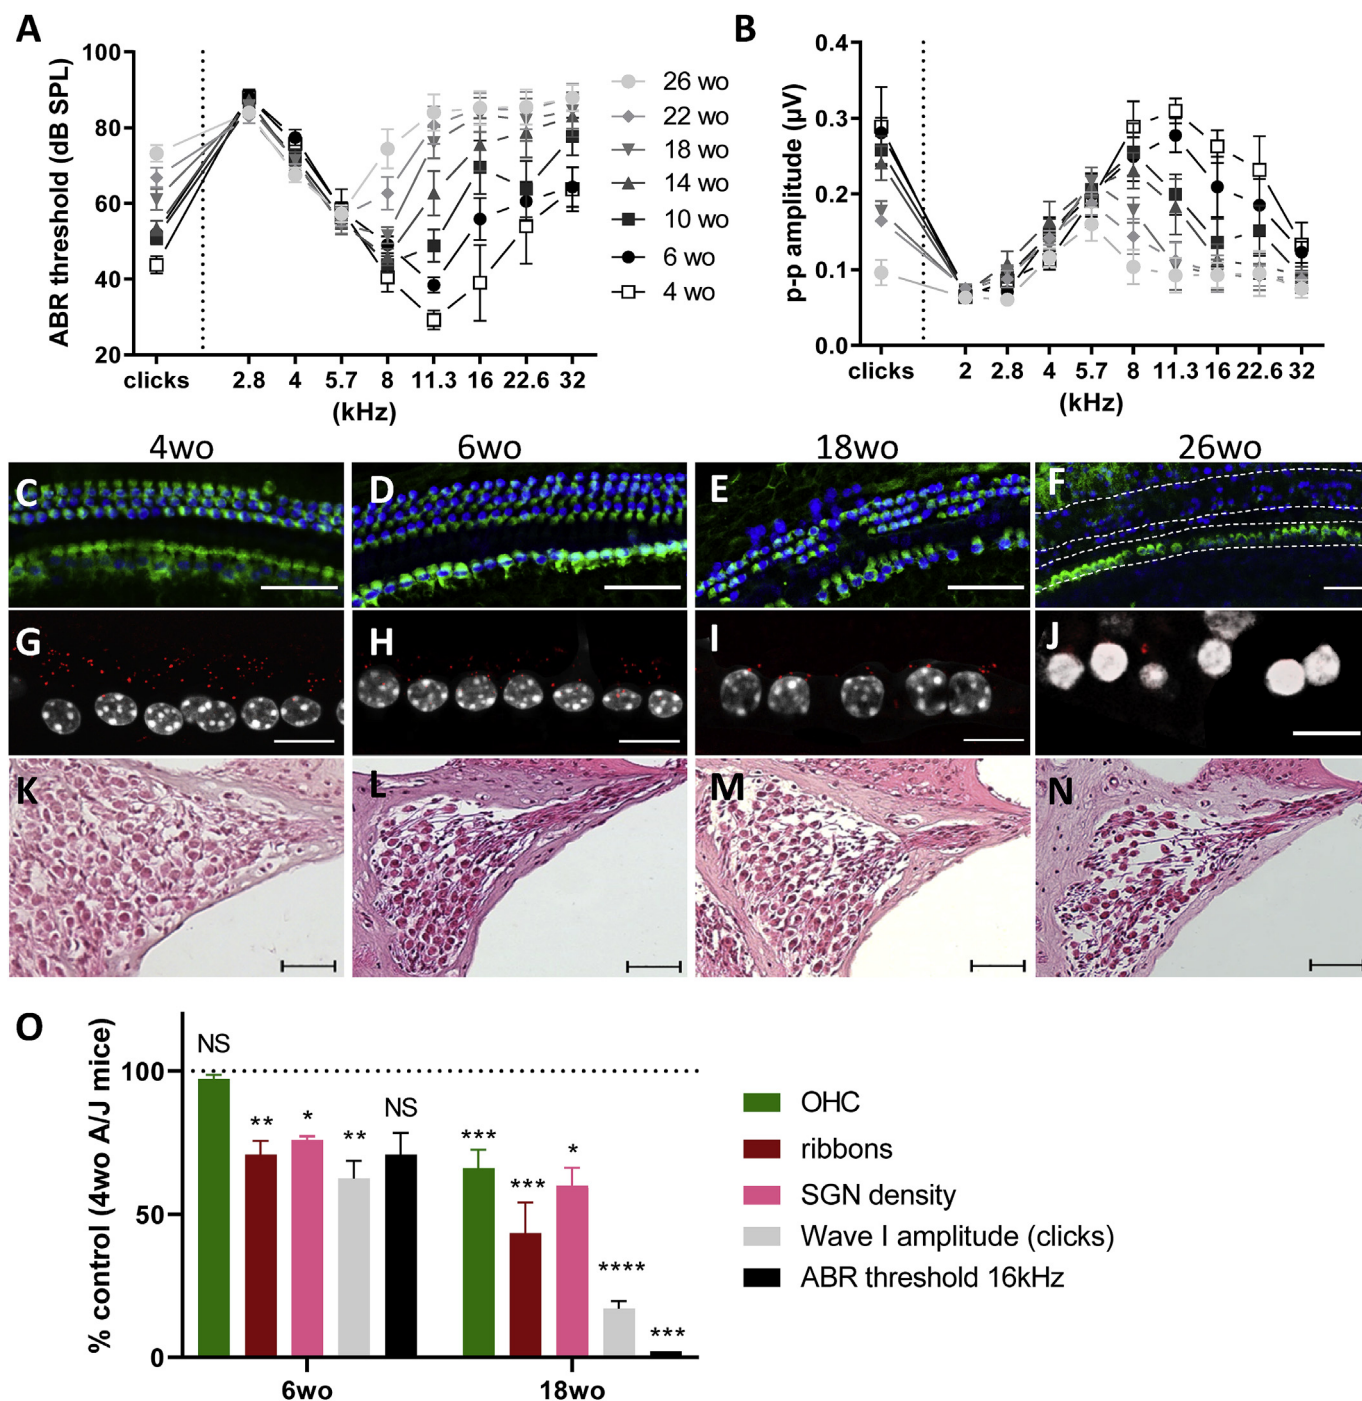 A
B
ABR threshold (dB SPL)
100
80
60
40
20
clicks
2.8
4
5.7
8
11.3
16
22.6
32
(kHz)
26 wo
22 wo
18 wo
14 wo
10 wo
6 wo
4 wo
p-p amplitude (µV)
0.4
0.3
0.2
0.1
0.0
clicks
2
2.8
4
5.7
8
11.3
16
22.6
32
(kHz)
4wo
6wo
18wo
26wo
C
D
E
F
G
H
I
J
K
L
M
N
O
% control (4wo A/J mice)
100
50
0
NS
**
*
**
NS
***
***
*
****
***
6wo
18wo
OHC
ribbons
SGN density
Wave I amplitude (clicks)
ABR threshold 16kHz